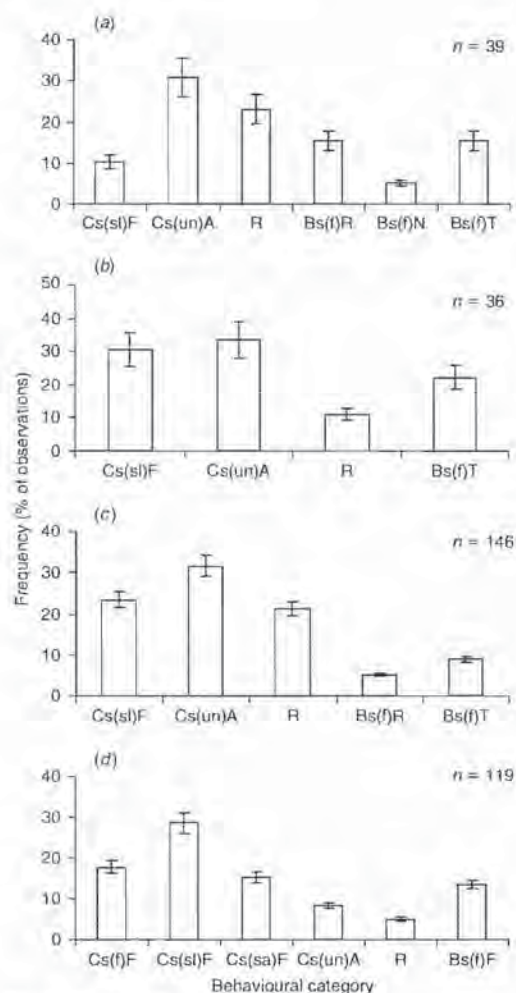 (a)
n = 39
40
30
20
10
0
Cs(sl)F Cs(un)A R Bs(f)R Bs(f)N Bs(f)T
(b)
n = 36
50
40
30
20
10
0
Cs(sl)F Cs(un)A R Bs(f)T
Frequency (% of observations)
(c)
n = 146
40
30
20
10
0
Cs(sl)F Cs(un)A R Bs(f)R Bs(f)T
(d)
n = 119
40
30
20
10
0
Cs(f)F Cs(sl)F Cs(sa)F Cs(un)A R Bs(f)F
Behavioural category